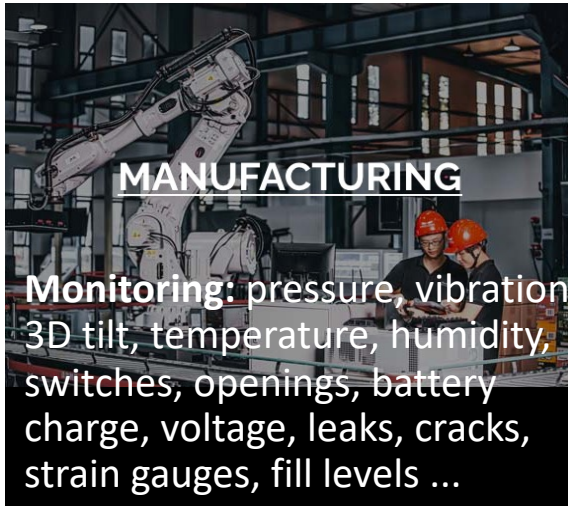 MANUFACTURING
Monitoring: pressure, vibration
3D tilt, temperature, humidity,
switches, openings, battery
charge, voltage, leaks, cracks,
strain gauges, fill levels ...